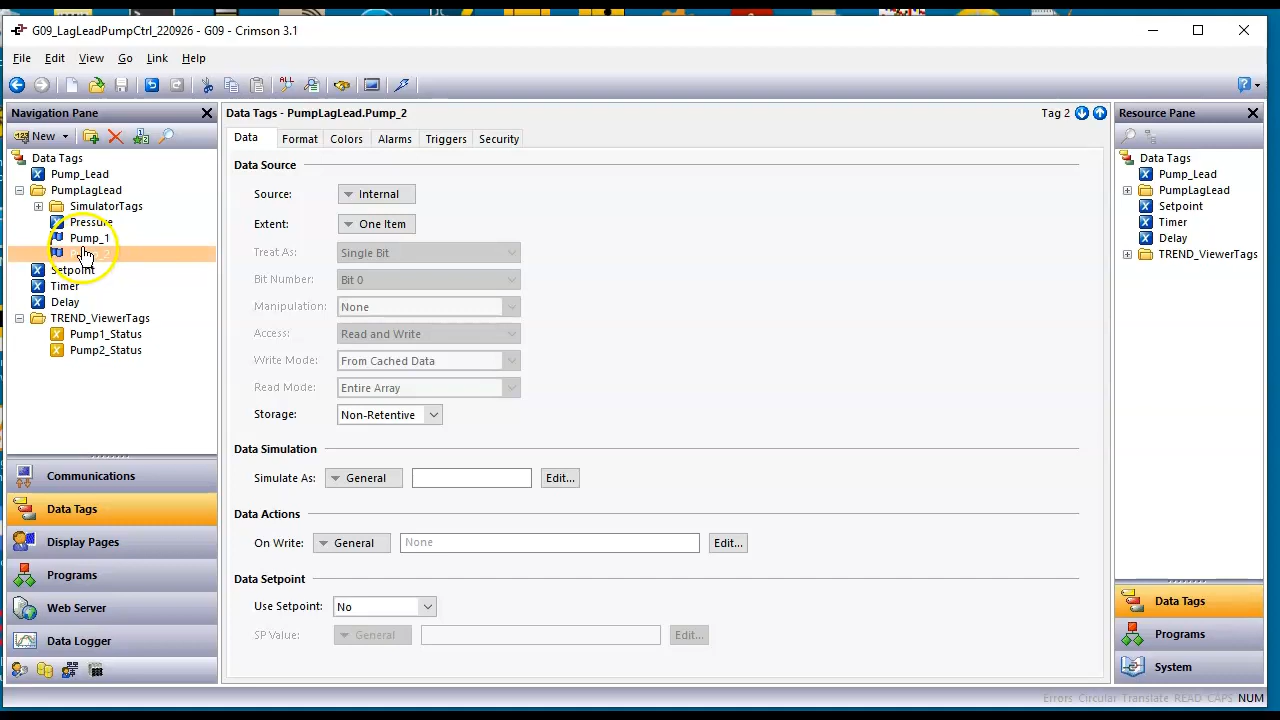 G09_LagLeadPumpCtrl_220926 - G09 - Crimson 3.1
File Edit View Go Link Help
Navigation Pane
New
Data Tags
Pump_Lead
PumpLagLead
SimulatorTags
Pressure
Pump_1
Setpoint
Timer
Delay
TREND_ViewerTags
Pump1_Status
Pump2_Status
Communications
Data Tags
Display Pages
Programs
Web Server
Data Logger
Data Tags - PumpLagLead.Pump_2
Tag 2
Data Format Colors Alarms Triggers Security
Data Source
Source: Internal
Extent: One Item
Treat As: Single Bit
Bit Number: Bit 0
Manipulation: None
Access: Read and Write
Write Mode: From Cached Data
Read Mode: Entire Array
Storage: Non-Retentive
Data Simulation
Simulate As: General Edit...
Data Actions
On Write: General None Edit...
Data Setpoint
Use Setpoint: No
SP Value: General Edit...
Resource Pane
Data Tags
Pump_Lead
PumpLagLead
Setpoint
Timer
Delay
TREND_ViewerTags
Data Tags
Programs
System
Errors Circular Translate READ CAPS NUM